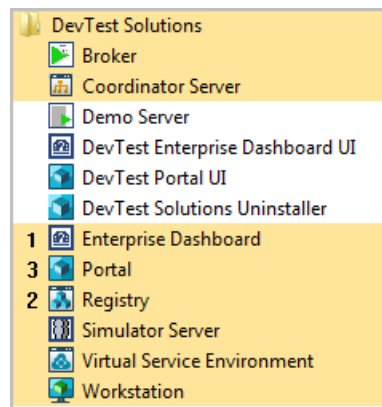 DevTest Solutions
Broker
Coordinator Server
Demo Server
DevTest Enterprise Dashboard UI
DevTest Portal UI
DevTest Solutions Uninstaller
1 Enterprise Dashboard
3 Portal
2 Registry
Simulator Server
Virtual Service Environment
Workstation